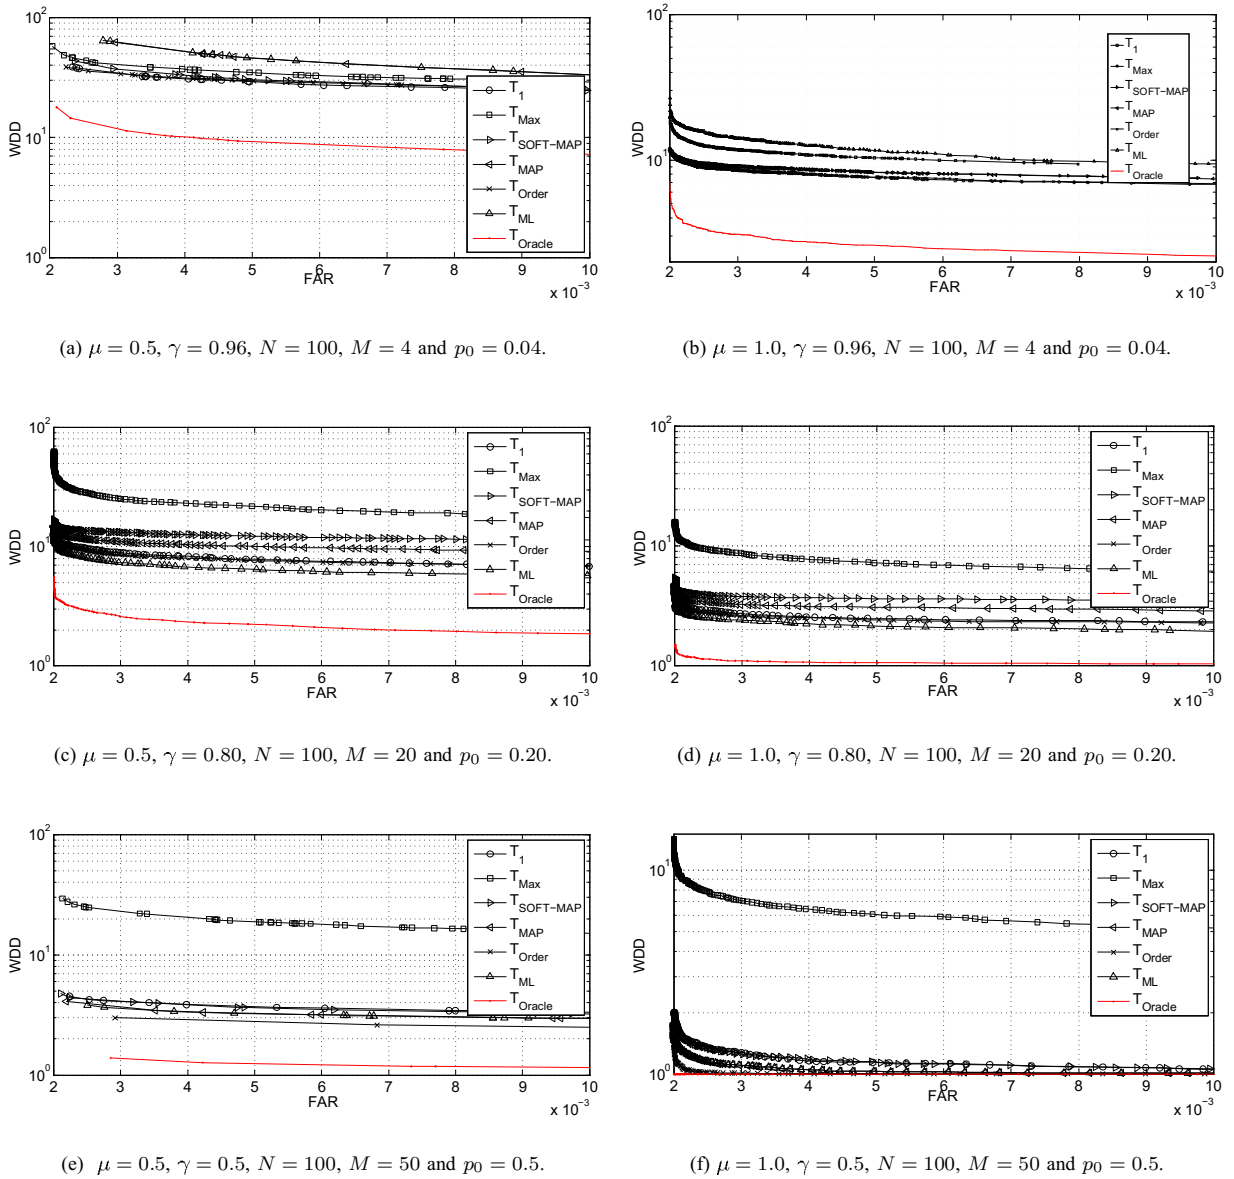 10^2
10^1
10^0
WDD
2 3 4 5 6 7 8 9 10
FAR
x 10^-3
T_1
T_Max
T_SOFT-MAP
T_MAP
T_Order
T_ML
T_Oracle
(a) μ = 0.5, γ = 0.96, N = 100, M = 4 and p_0 = 0.04.
10^2
10^1
WDD
2 3 4 5 6 7 8 9 10
FAR
x 10^-3
T_1
T_Max
T_SOFT-MAP
T_MAP
T_Order
T_ML
T_Oracle
(b) μ = 1.0, γ = 0.96, N = 100, M = 4 and p_0 = 0.04.
10^2
10^1
10^0
WDD
2 3 4 5 6 7 8 9 10
FAR
x 10^-3
T_1
T_Max
T_SOFT-MAP
T_MAP
T_Order
T_ML
T_Oracle
(c) μ = 0.5, γ = 0.80, N = 100, M = 20 and p_0 = 0.20.
10^2
10^1
10^0
WDD
2 3 4 5 6 7 8 9 10
FAR
x 10^-3
T_1
T_Max
T_SOFT-MAP
T_MAP
T_Order
T_ML
T_Oracle
(d) μ = 1.0, γ = 0.80, N = 100, M = 20 and p_0 = 0.20.
10^2
10^1
10^0
WDD
2 3 4 5 6 7 8 9 10
FAR
x 10^-3
T_1
T_Max
T_SOFT-MAP
T_MAP
T_Order
T_ML
T_Oracle
(e) μ = 0.5, γ = 0.5, N = 100, M = 50 and p_0 = 0.5.
10^1
10^0
WDD
2 3 4 5 6 7 8 9 10
FAR
x 10^-3
T_1
T_Max
T_SOFT-MAP
T_MAP
T_Order
T_ML
T_Oracle
(f) μ = 1.0, γ = 0.5, N = 100, M = 50 and p_0 = 0.5.